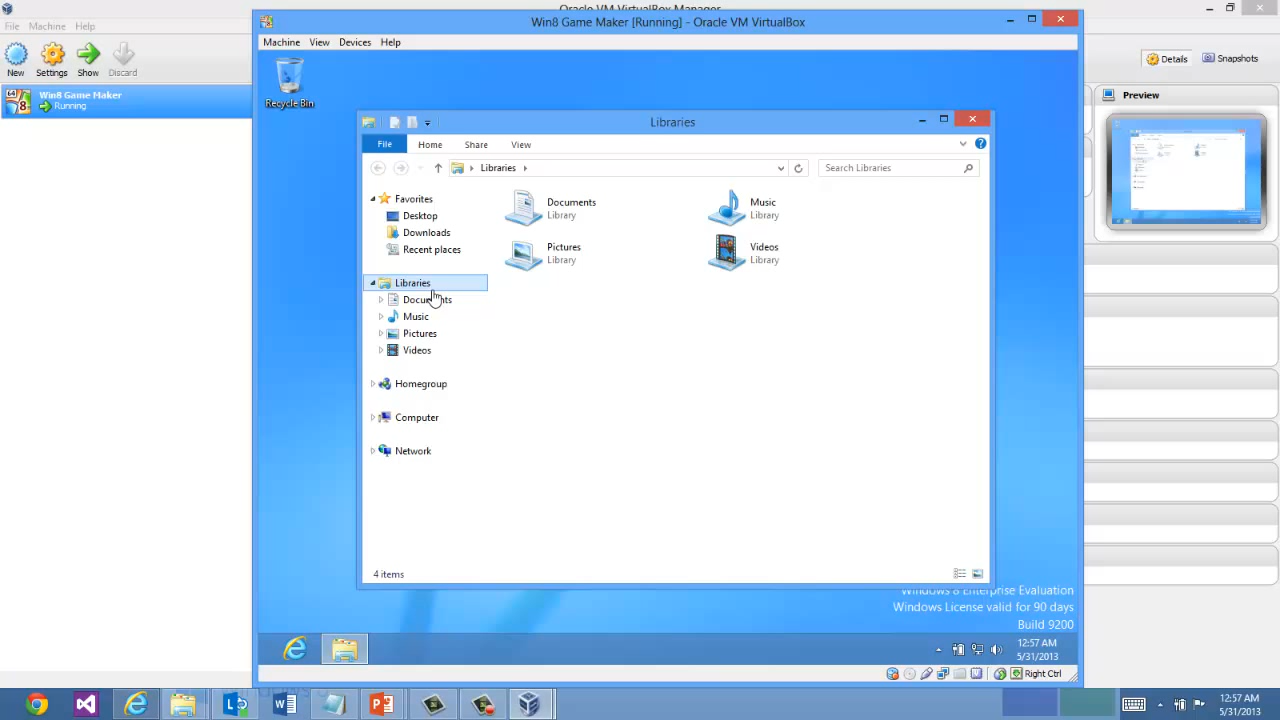 Oracle VM VirtualBox Manager
File Machine Help
New Settings Show Discard
Win8 Game Maker
Running
Details Snapshots
Preview
Win8 Game Maker [Running] - Oracle VM VirtualBox
Machine View Devices Help
Recycle Bin
Libraries
File Home Share View
Libraries
Search Libraries
Favorites
Desktop
Downloads
Recent places
Libraries
Documents
Music
Pictures
Videos
Homegroup
Computer
Network
Documents
Library
Music
Library
Pictures
Library
Videos
Library
4 items
Windows 8 Enterprise Evaluation
Windows License valid for 90 days
Build 9200
12:57 AM
5/31/2013
Right Ctrl
12:57 AM
5/31/2013